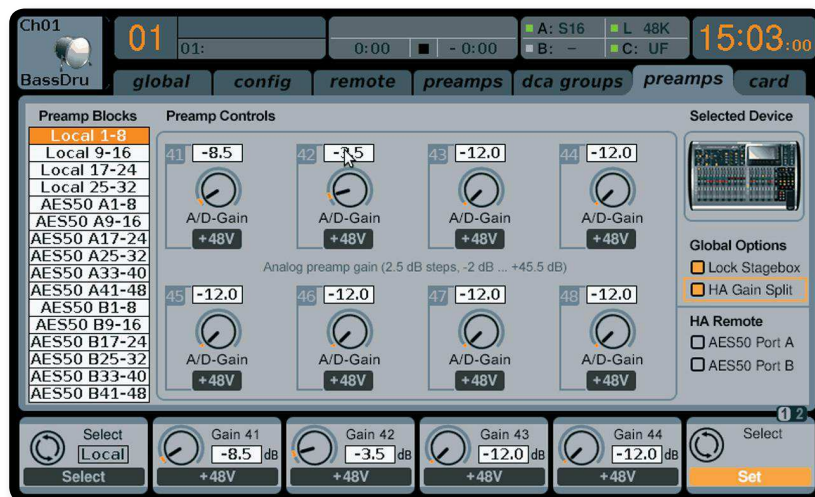 Ch01
BassDru
01
01:
0:00
- 0:00
A: S16
B: -
L 48K
C: UF
15:03:00
global config remote preamps dca groups preamps card
Preamp Blocks
Local 1-8
Local 9-16
Local 17-24
Local 25-32
AES50 A1-8
AES50 A9-16
AES50 A17-24
AES50 A25-32
AES50 A33-40
AES50 A41-48
AES50 B1-8
AES50 B9-16
AES50 B17-24
AES50 B25-32
AES50 B33-40
AES50 B41-48
Preamp Controls
41 -8.5
A/D-Gain
+48V
42
A/D-Gain
+48V
43 -12.0
A/D-Gain
+48V
44 -12.0
A/D-Gain
+48V
Analog preamp gain (2.5 dB steps, -2 dB ... +45.5 dB)
45 -12.0
A/D-Gain
+48V
46 -12.0
A/D-Gain
+48V
47 -12.0
A/D-Gain
+48V
48 -12.0
A/D-Gain
+48V
Selected Device
Global Options
Lock Stagebox
HA Gain Split
HA Remote
AES50 Port A
AES50 Port B
1 2
Select
Local
Select
Gain 41
-8.5 dB
+48V
Gain 42
-3.5 dB
+48V
Gain 43
-12.0 dB
+48V
Gain 44
-12.0 dB
+48V
Select
Set